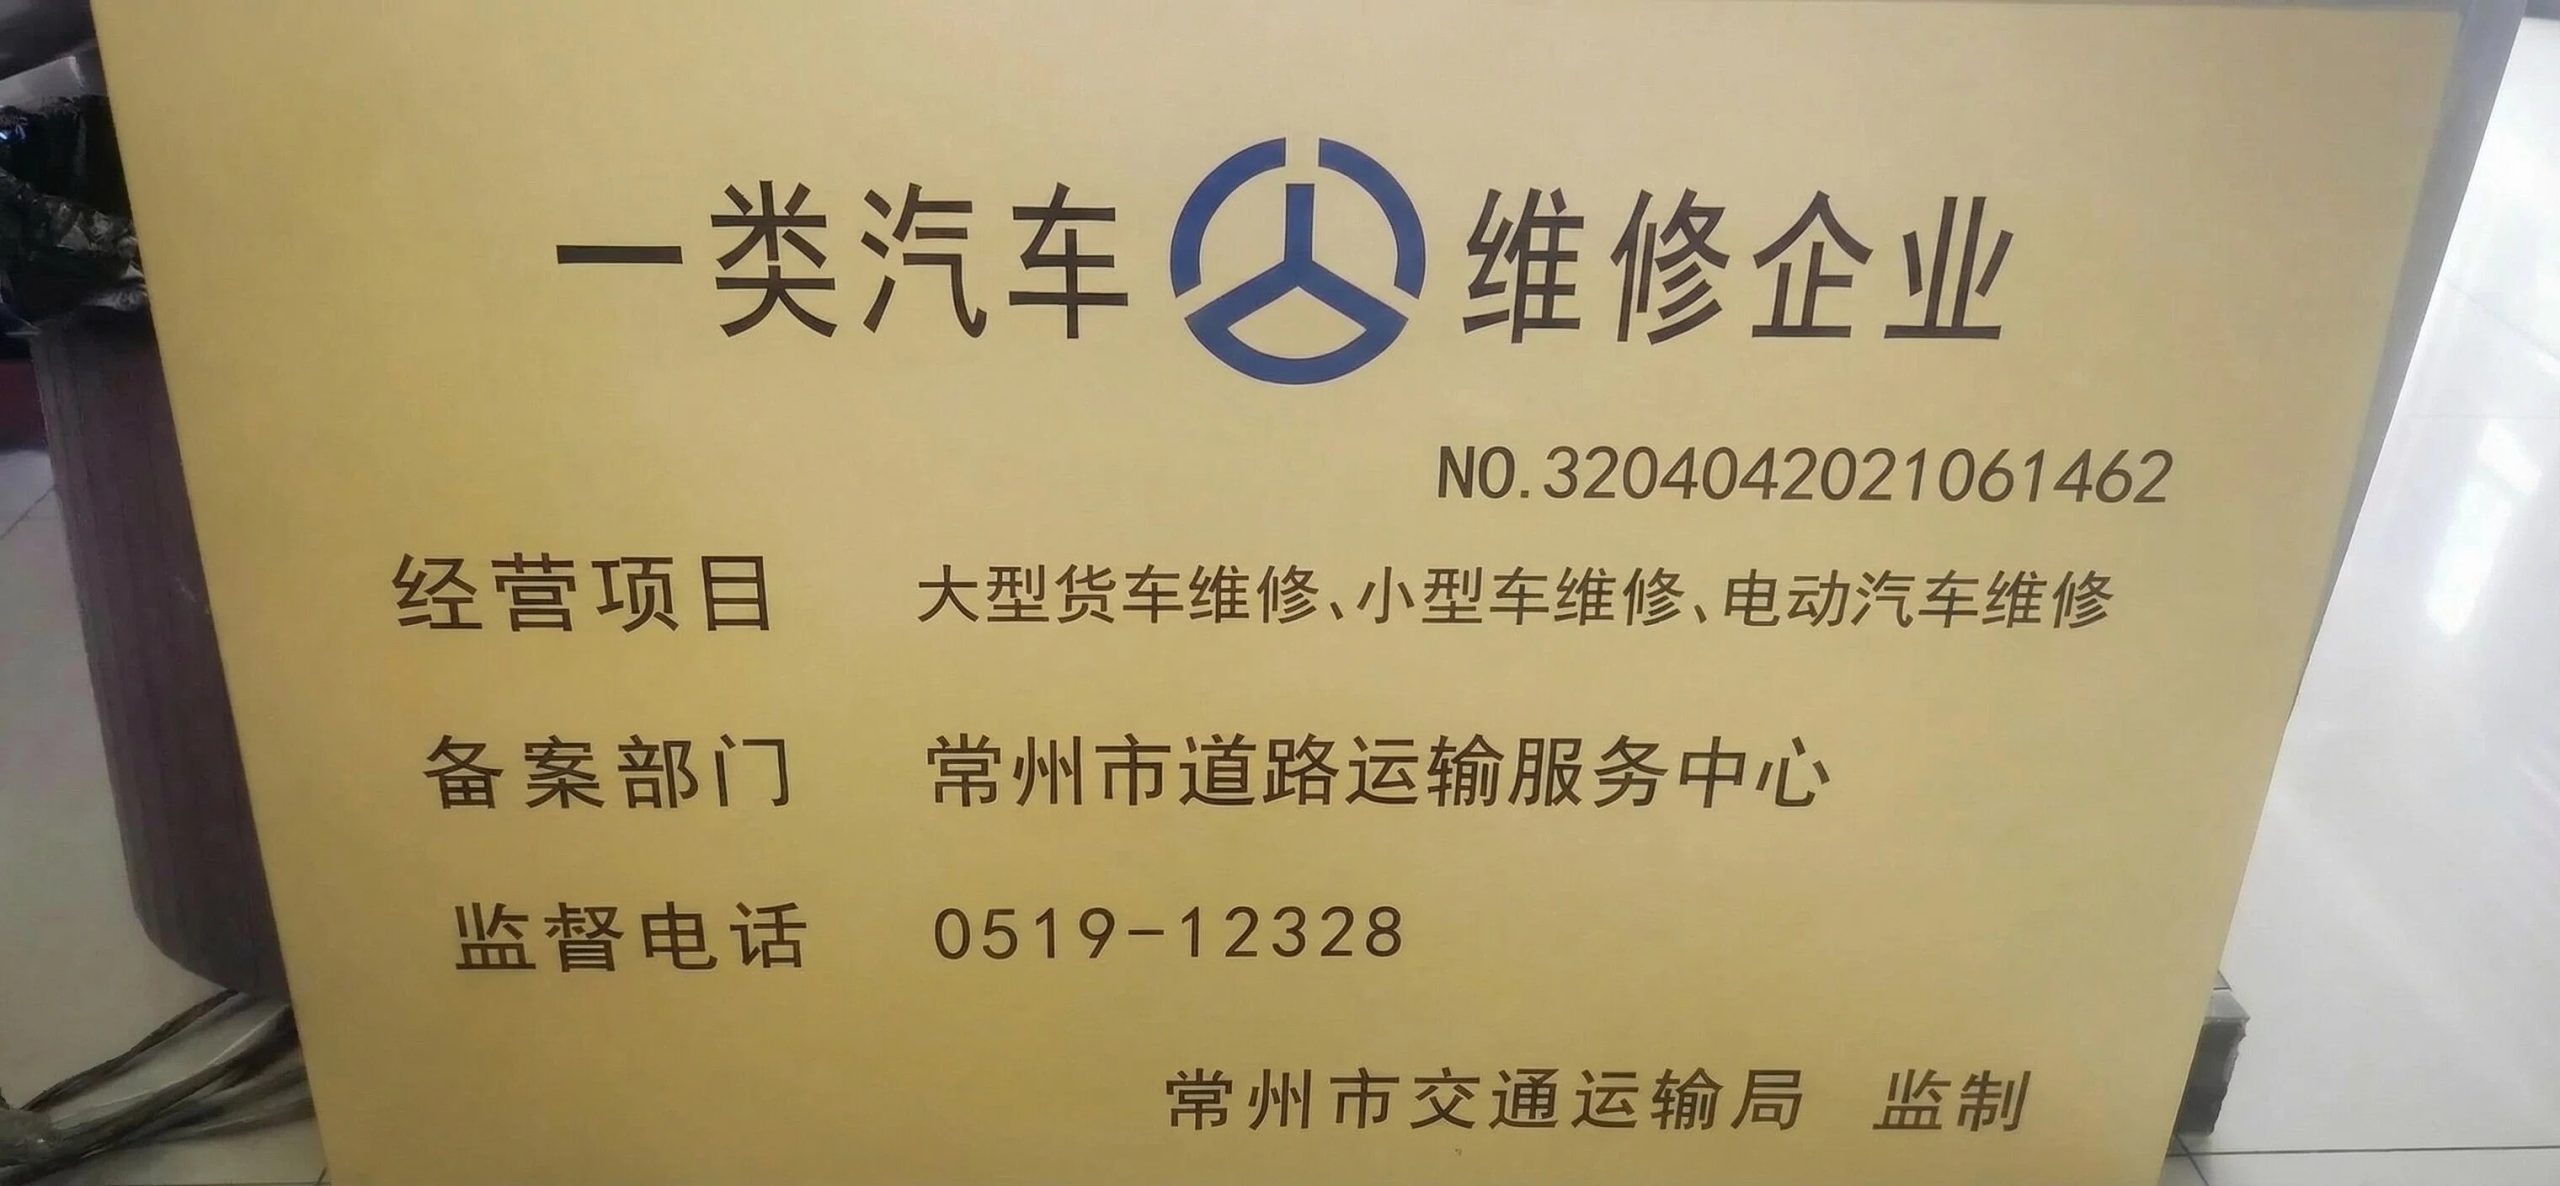 一类汽车维修企业
NO.3204042021061462
经营项目 大型货车维修、小型车维修、电动汽车维修
备案部门 常州市道路运输服务中心
监督电话 0519-12328
常州市交通运输局 监制